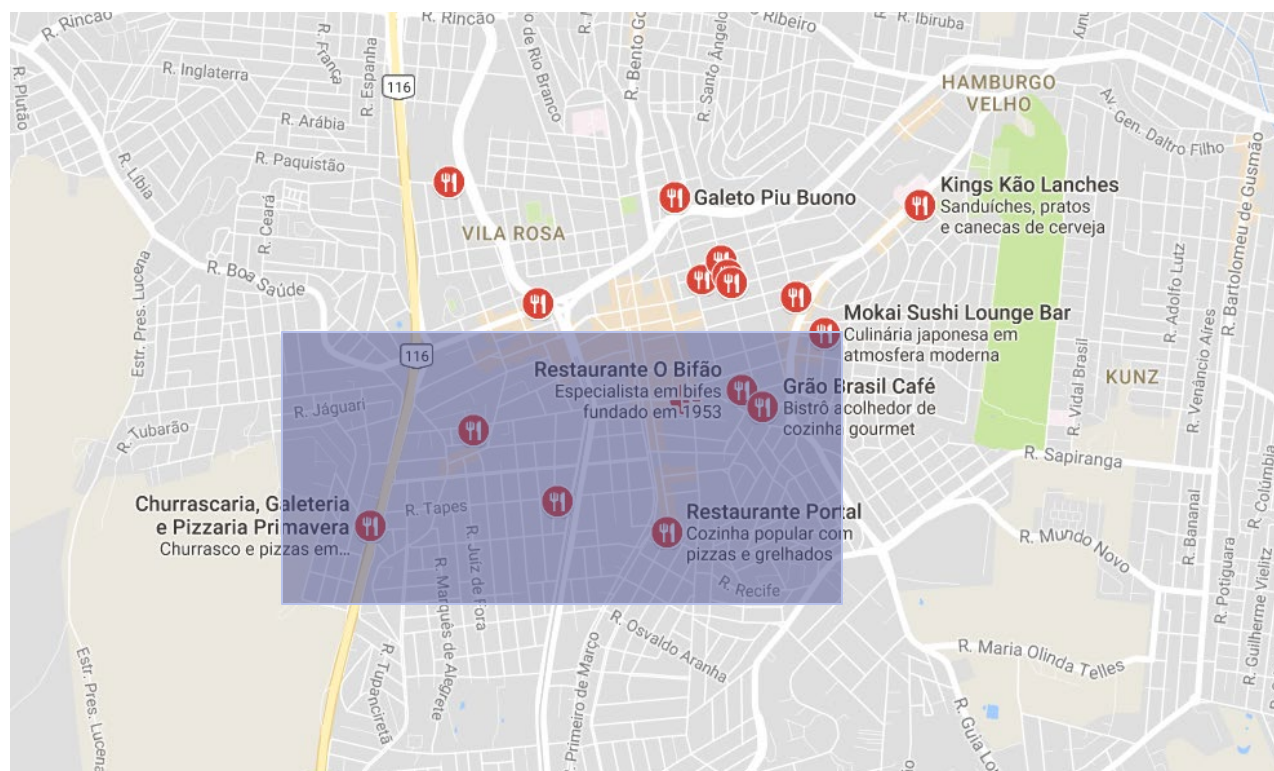 R. Rincão
R. Rincão
R. França
R. Espanha
R. Inglaterra
R. Plutão
116
R. Arábia
R. Paquistão
R. Líbia
R. Ceará
R. Boa Saúde
Estr. Pres. Lucena
o de Rio Branco
R. Bento Go
R. Santo Ângelo
Ribeiro
R. Ibiruba
HAMBURGO
VELHO
Av. Gen. Daltro Filho
R. Bartolomeu de Gusmão
Galeto Piu Buono
Kings Kão Lanches
Sanduíches, pratos
e canecas de cerveja
VILA ROSA
R. Adolfo Lutz
Mokai Sushi Lounge Bar
Culinária japonesa em
atmosfera moderna
116
Restaurante O Bifão
Especialista em bifes
fundado em 1953
Grão Brasil Café
Bistrô acolhedor de
cozinha gourmet
KUNZ
R. Vidal Brasil
R. Venâncio Aires
R. Jáguari
R. Tubarão
R. Sapiranga
R. Colúmbia
Churrascaria, Galeteria
e Pizzaria Primavera
Churrasco e pizzas em...
R. Tapes
R. Juiz de Fora
R. Marquês de Alegrete
Restaurante Portal
Cozinha popular com
pizzas e grelhados
R. Recife
R. Mundo Novo
R. Bananal
R. Potiguara
R. Guilherme Vielitz
R. Osvaldo Aranha
R. Maria Olinda Telles
Estr. Pres. Lucena
R. Tupanciretã
R. Primeiro de Março
R. Guia Lo